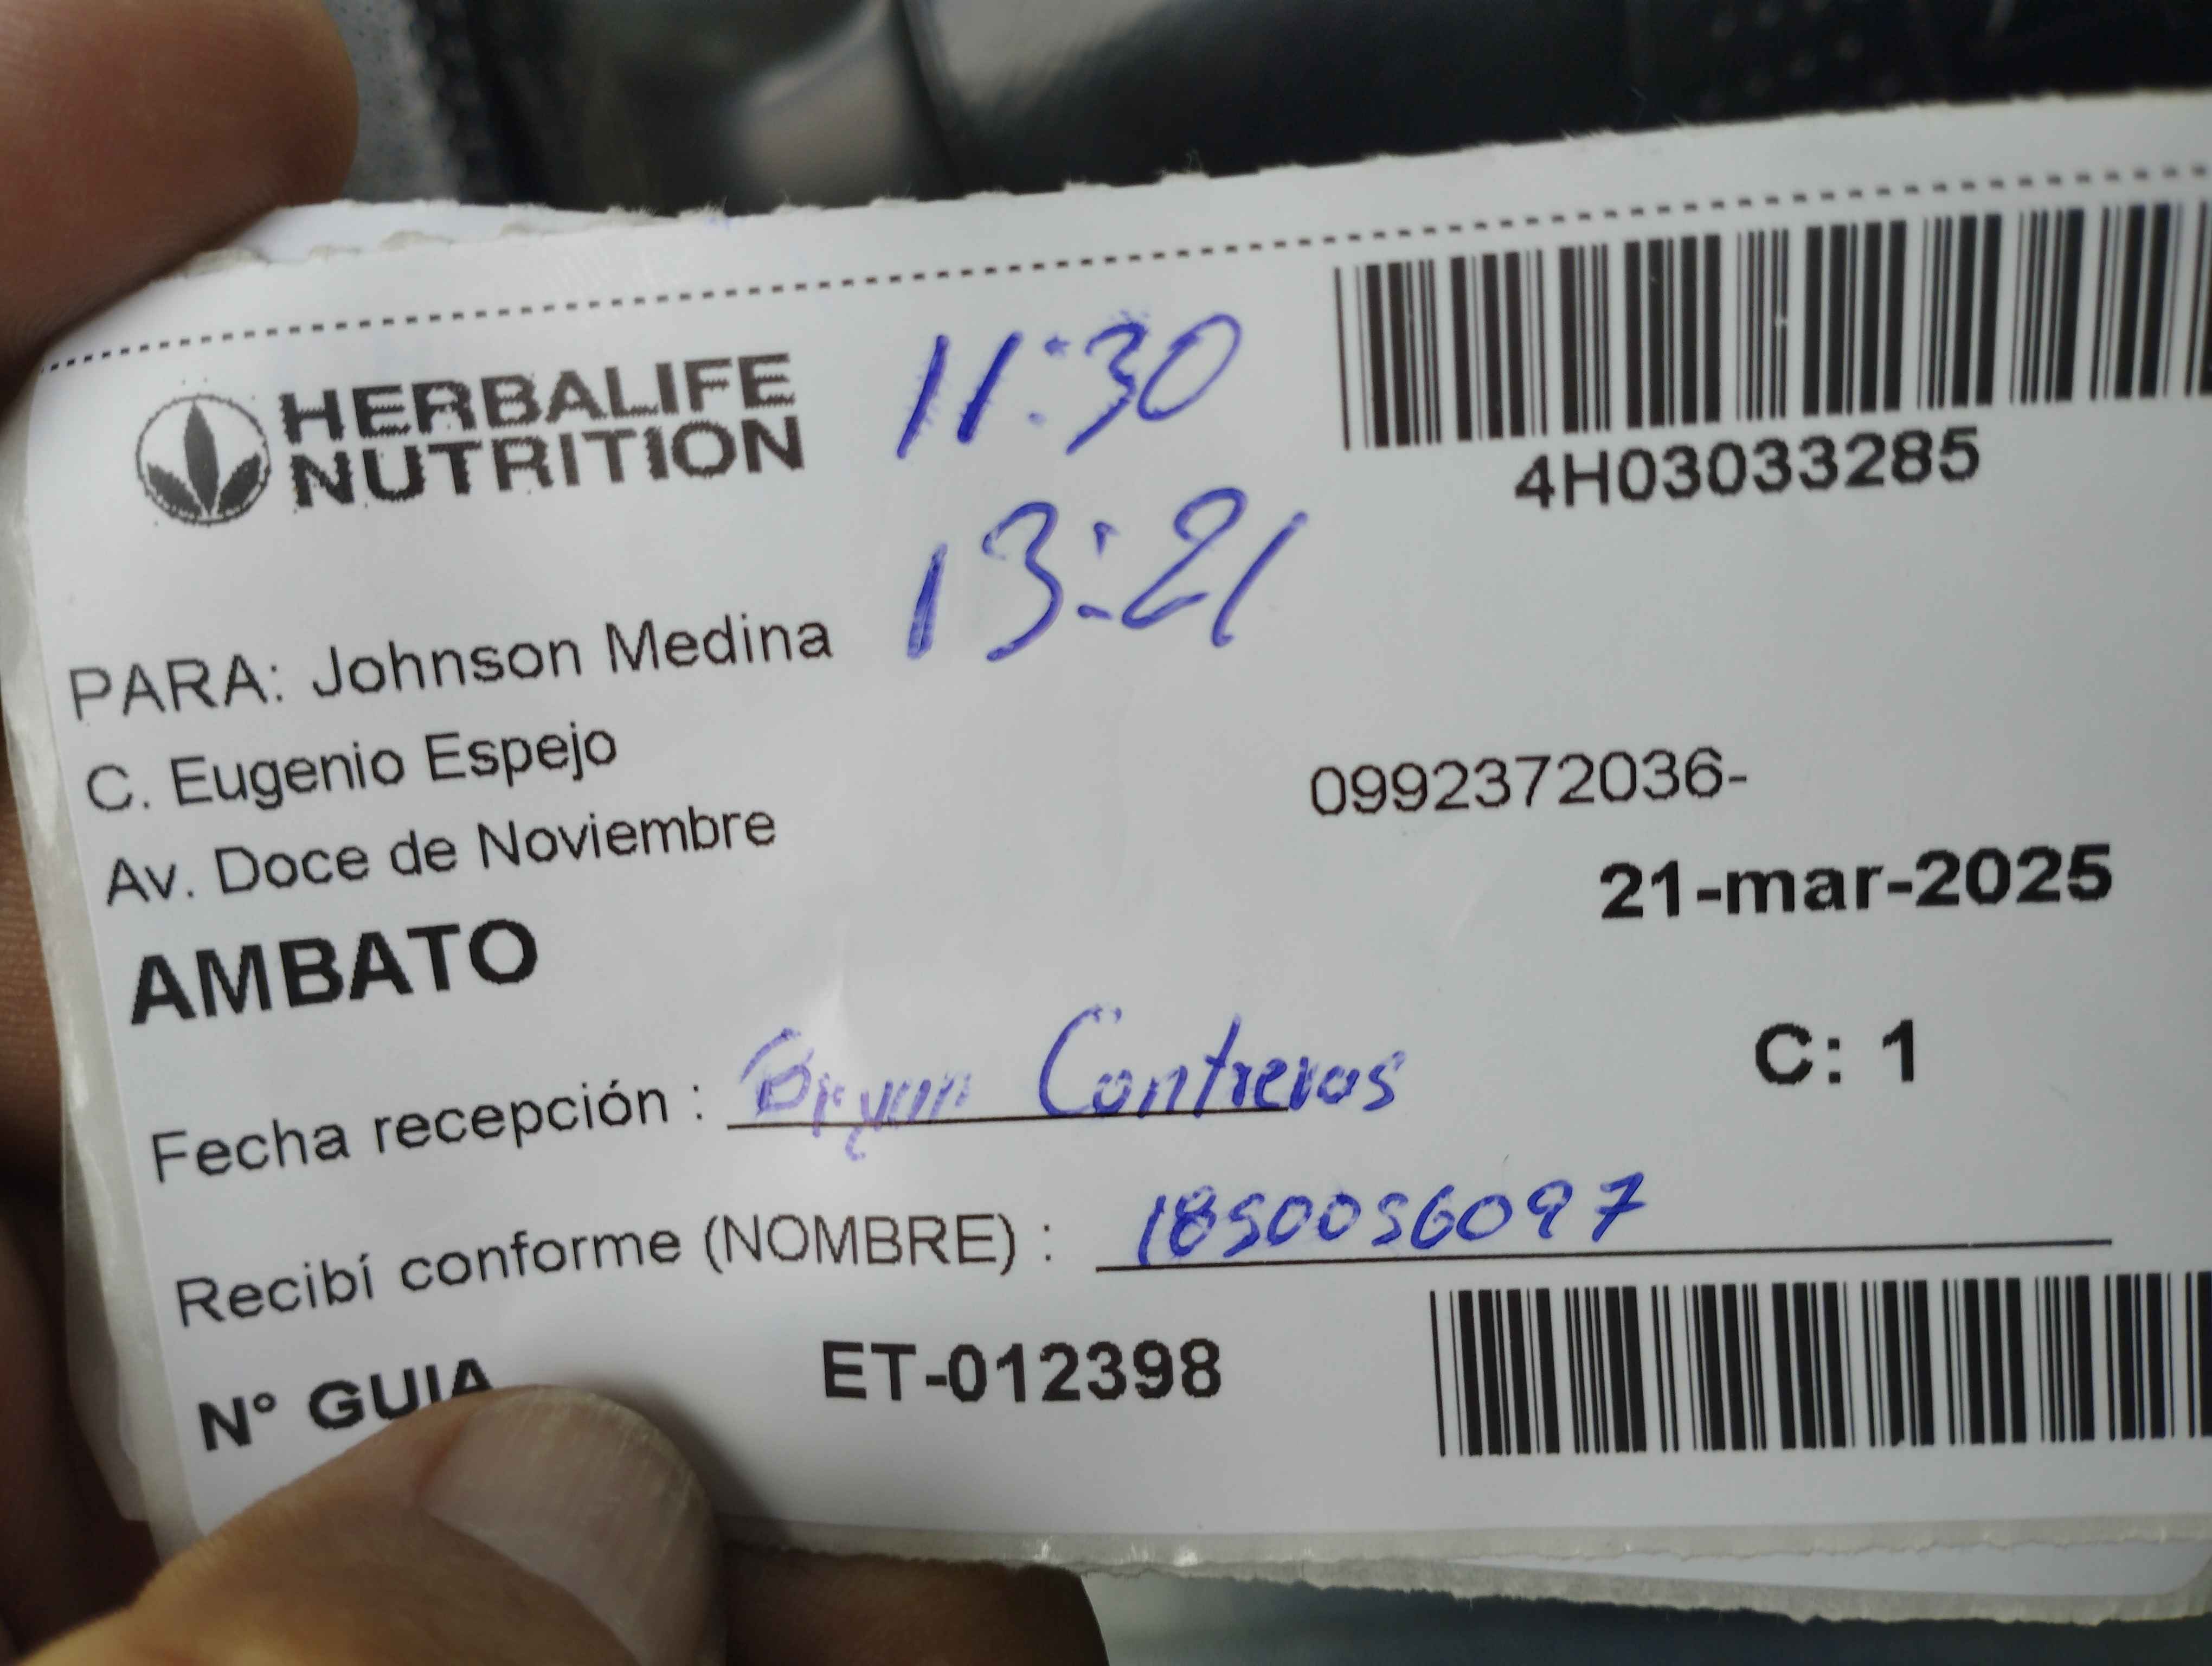 HERBALIFE
NUTRITION
11:30
4H03033285
13:21
PARA: Johnson Medina
C. Eugenio Espejo
0992372036-
Av. Doce de Noviembre
21-mar-2025
AMBATO
C: 1
Fecha recepción : Bryan Contreras
Recibí conforme (NOMBRE) : 1850056097
N° GUIA ET-012398